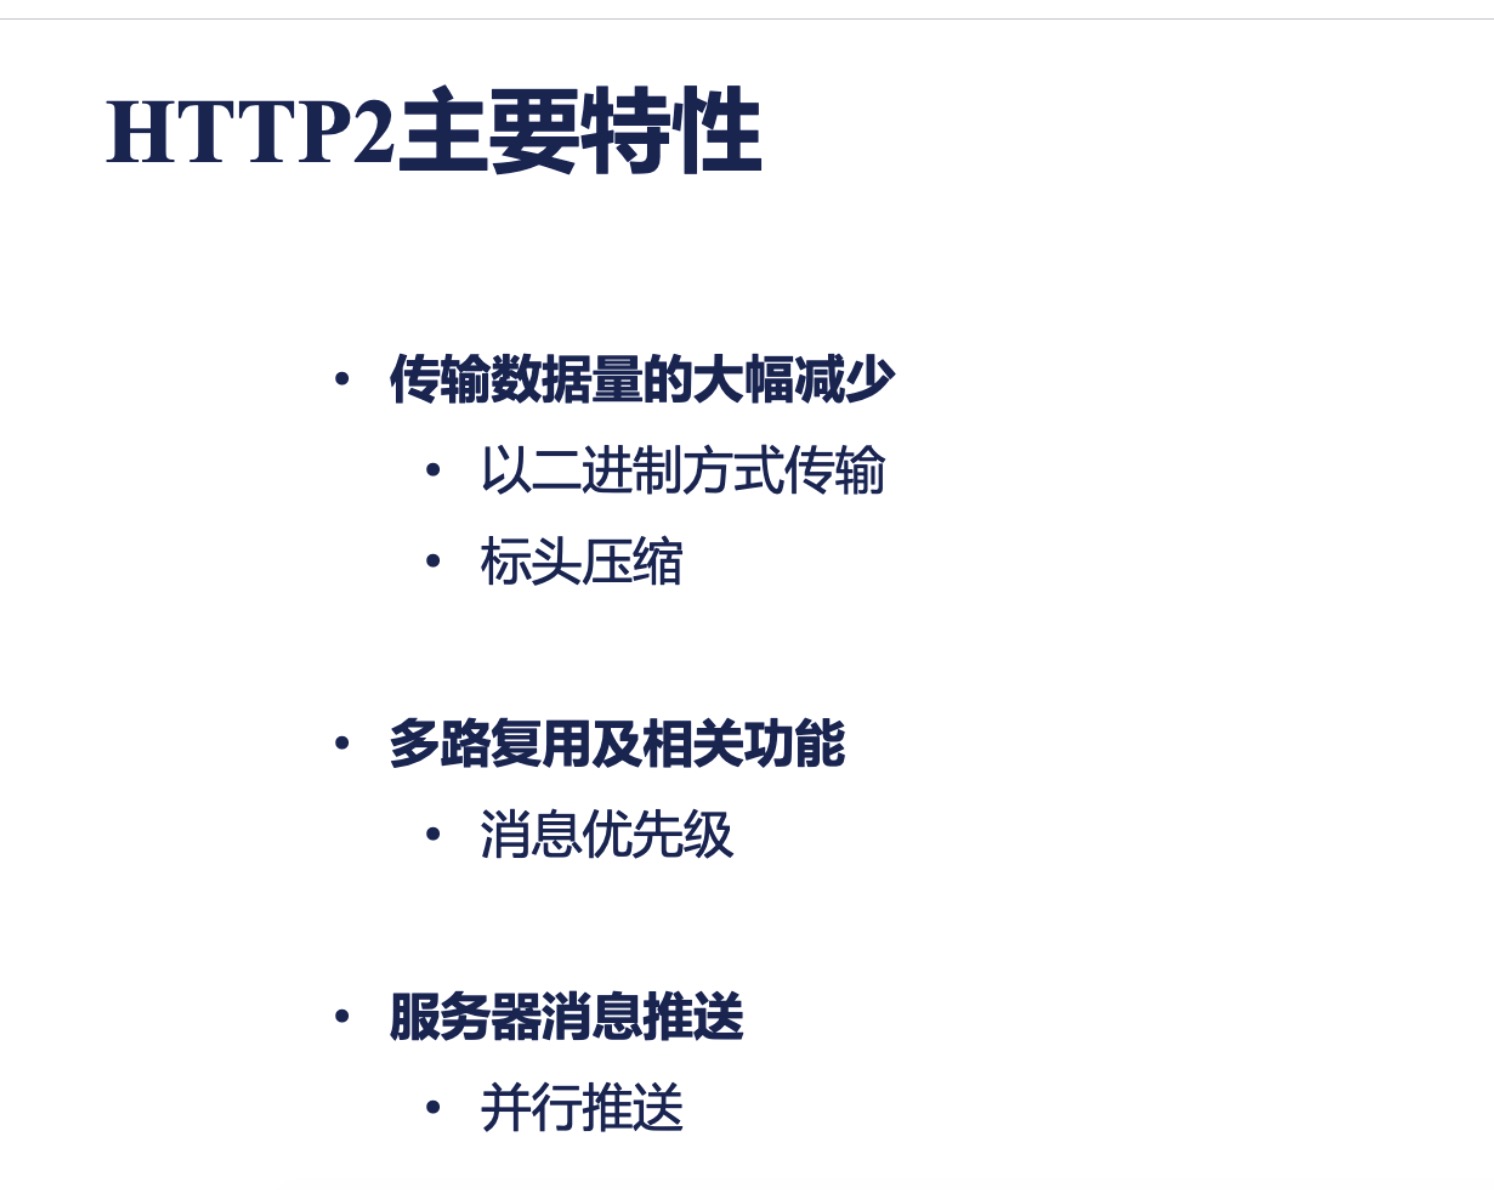 HTTP2主要特性
• 传输数据量的大幅减少
• 以二进制方式传输
• 标头压缩
• 多路复用及相关功能
• 消息优先级
• 服务器消息推送
• 并行推送